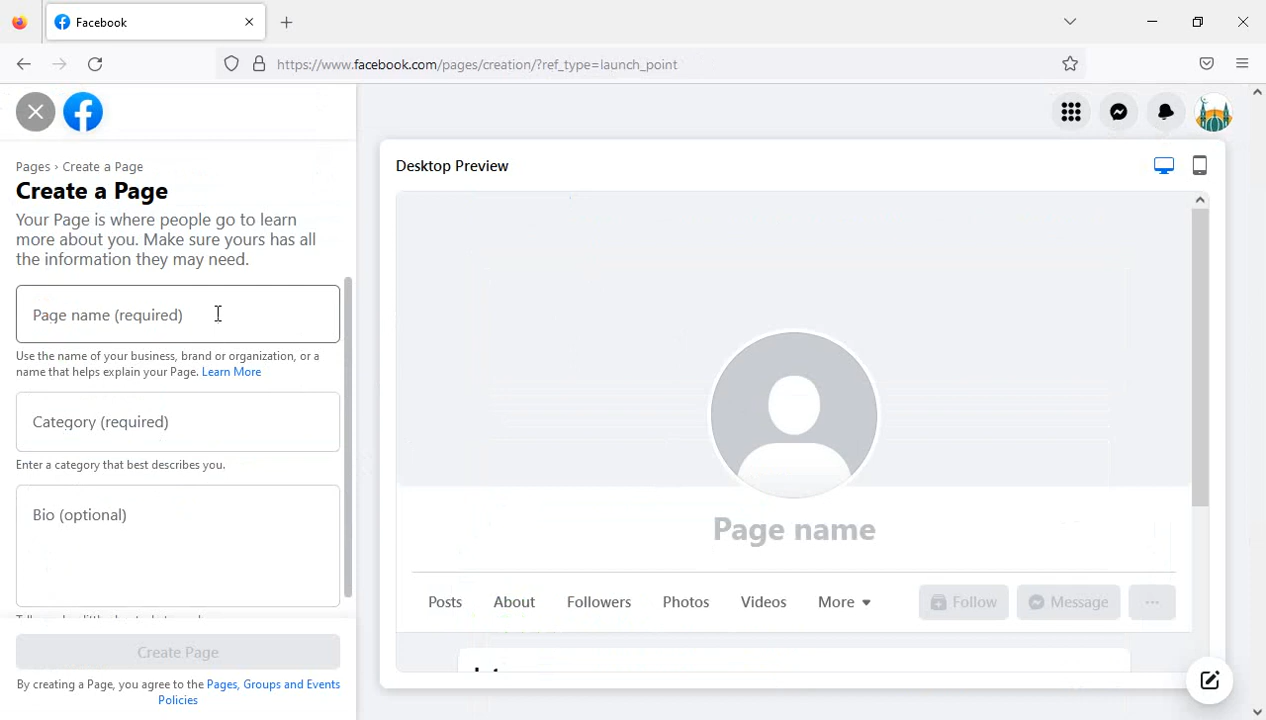 Facebook
https://www.facebook.com/pages/creation/?ref_type=launch_point
Pages › Create a Page
Create a Page
Your Page is where people go to learn
more about you. Make sure yours has all
the information they may need.
Page name (required)
Use the name of your business, brand or organization, or a
name that helps explain your Page. Learn More
Category (required)
Enter a category that best describes you.
Bio (optional)
Create Page
By creating a Page, you agree to the Pages, Groups and Events
Policies
Desktop Preview
Page name
Posts About Followers Photos Videos More Follow Message ...